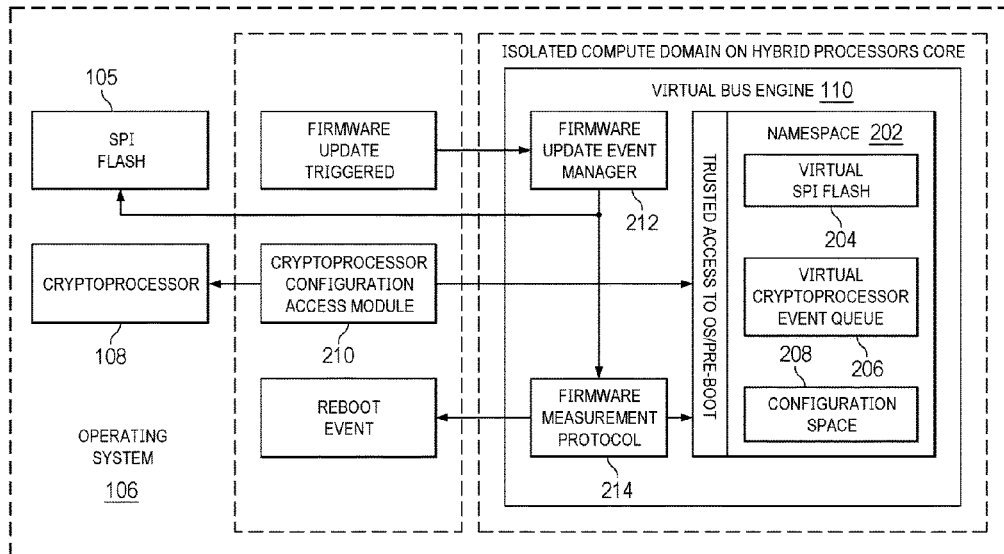 ISOLATED COMPUTE DOMAIN ON HYBRID PROCESSORS CORE
VIRTUAL BUS ENGINE 110
105
SPI
FLASH
FIRMWARE
UPDATE
TRIGGERED
FIRMWARE
UPDATE EVENT
MANAGER
212
TRUSTED ACCESS TO OS/PRE-BOOT
NAMESPACE 202
VIRTUAL
SPI FLASH
204
CRYPTOPROCESSOR
108
CRYPTOPROCESSOR
CONFIGURATION
ACCESS MODULE
210
VIRTUAL
CRYPTOPROCESSOR
EVENT QUEUE
206
208
CONFIGURATION
SPACE
REBOOT
EVENT
FIRMWARE
MEASUREMENT
PROTOCOL
214
OPERATING
SYSTEM
106